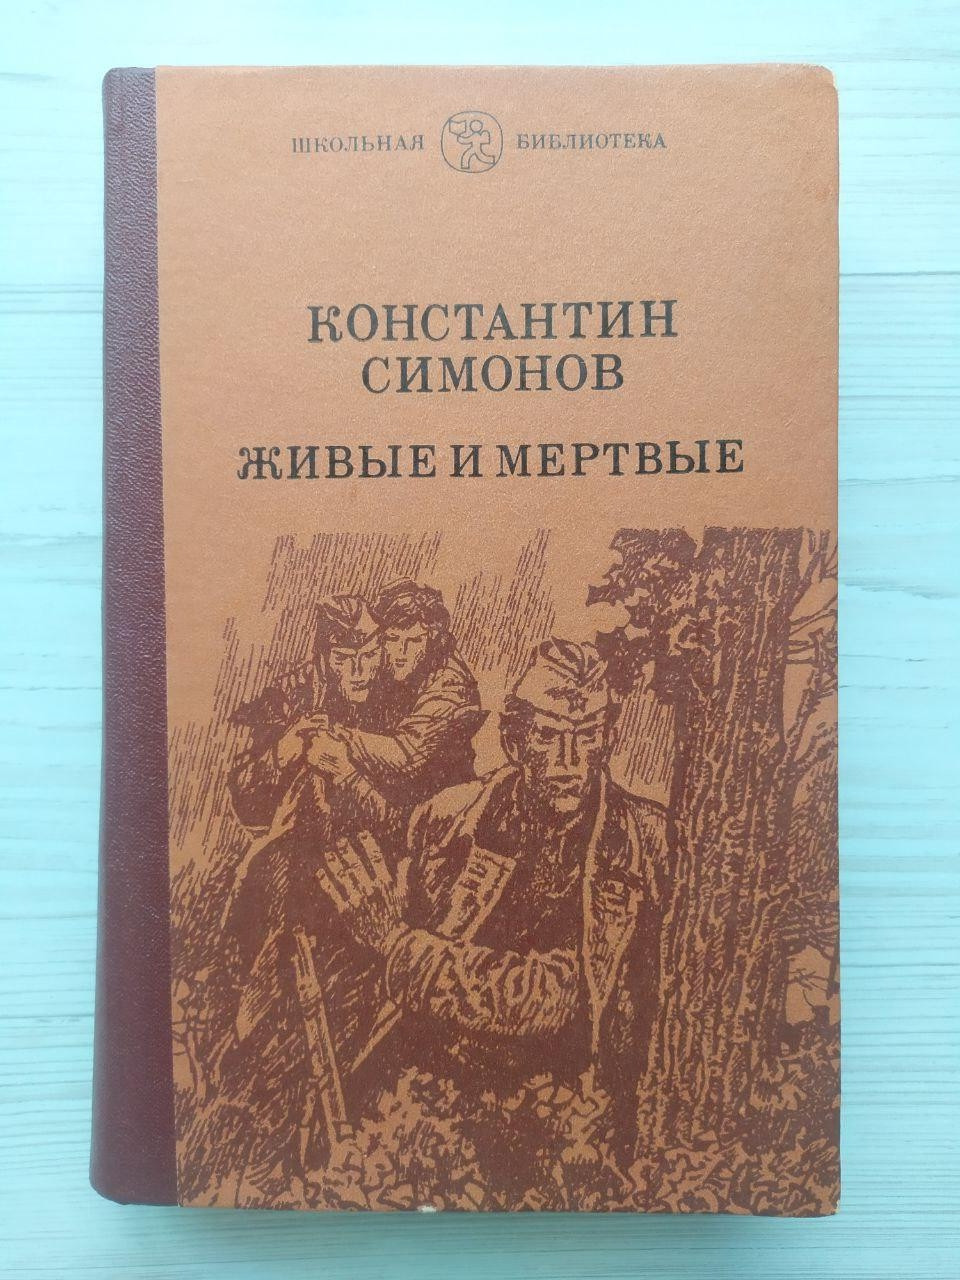 ШКОЛЬНАЯ БИБЛИОТЕКА
КОНСТАНТИН
СИМОНОВ
ЖИВЫЕ И МЕРТВЫЕ